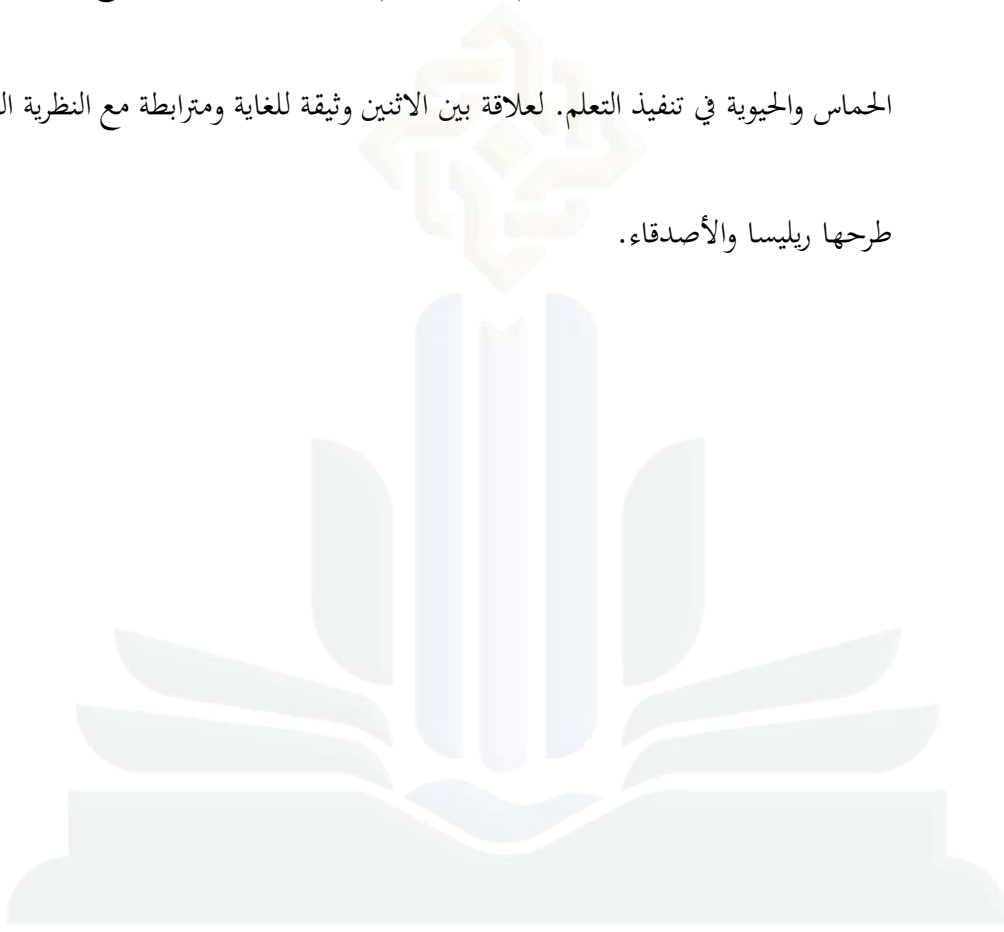 الحماس والحيوية في تنفيذ التعلم. لعلاقة بين الاثنين وثيقة للغاية ومترابطة مع النظرية
طرحها ريليسا والأصدقاء.